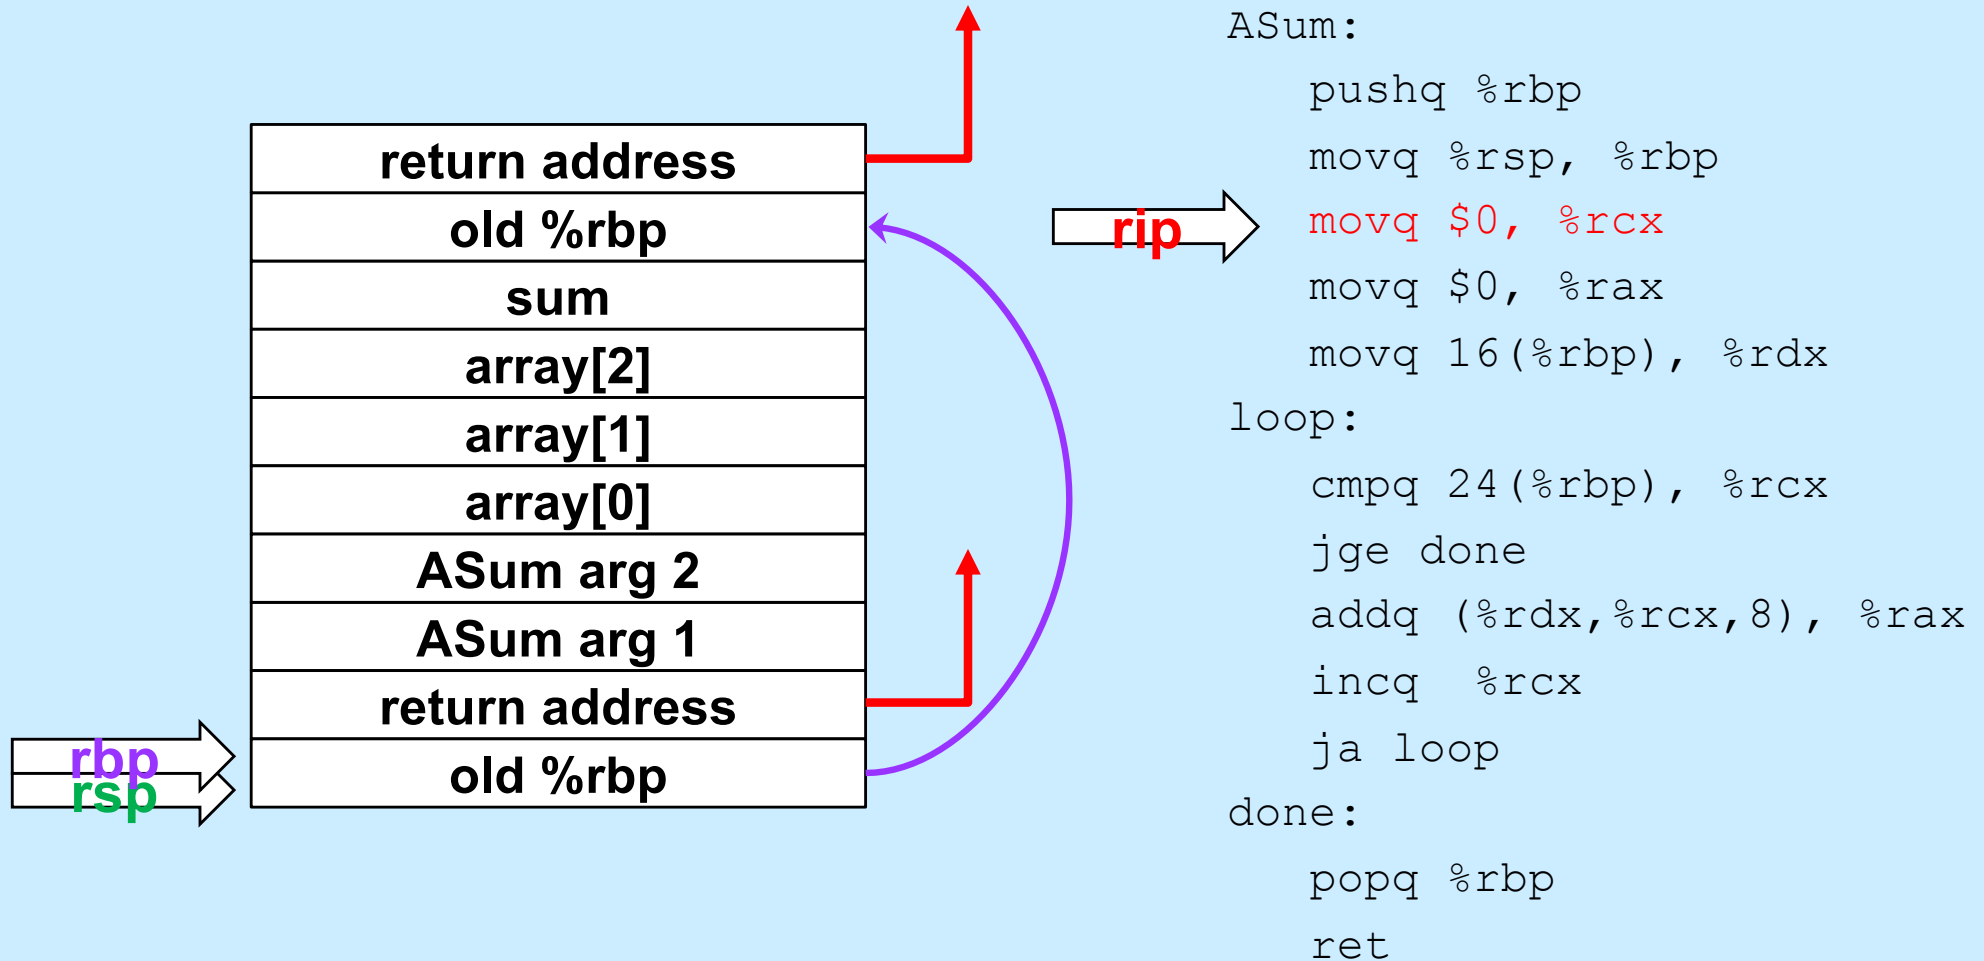 return address
old %rbp
sum
array[2]
array[1]
array[0]
ASum arg 2
ASum arg 1
return address
old %rbp
rbp
rsp
rip
ASum:
pushq %rbp
movq %rsp, %rbp
movq $0, %rcx
movq $0, %rax
movq 16(%rbp), %rdx
loop:
cmpq 24(%rbp), %rcx
jge done
addq (%rdx,%rcx,8), %rax
incq %rcx
ja loop
done:
popq %rbp
ret